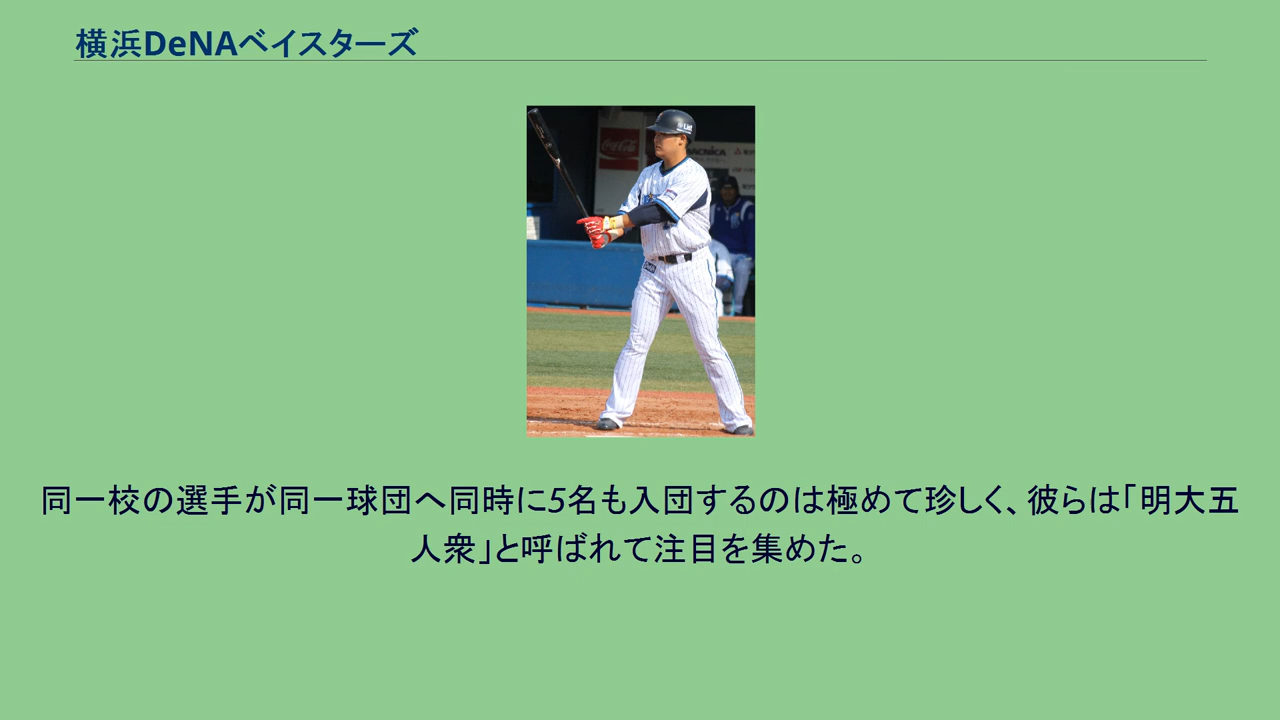 横浜DeNAベイスターズ
Coca-Cola
同一校の選手が同一球団へ同時に5名も入団するのは極めて珍しく、彼らは「明大五
人衆」と呼ばれて注目を集めた。